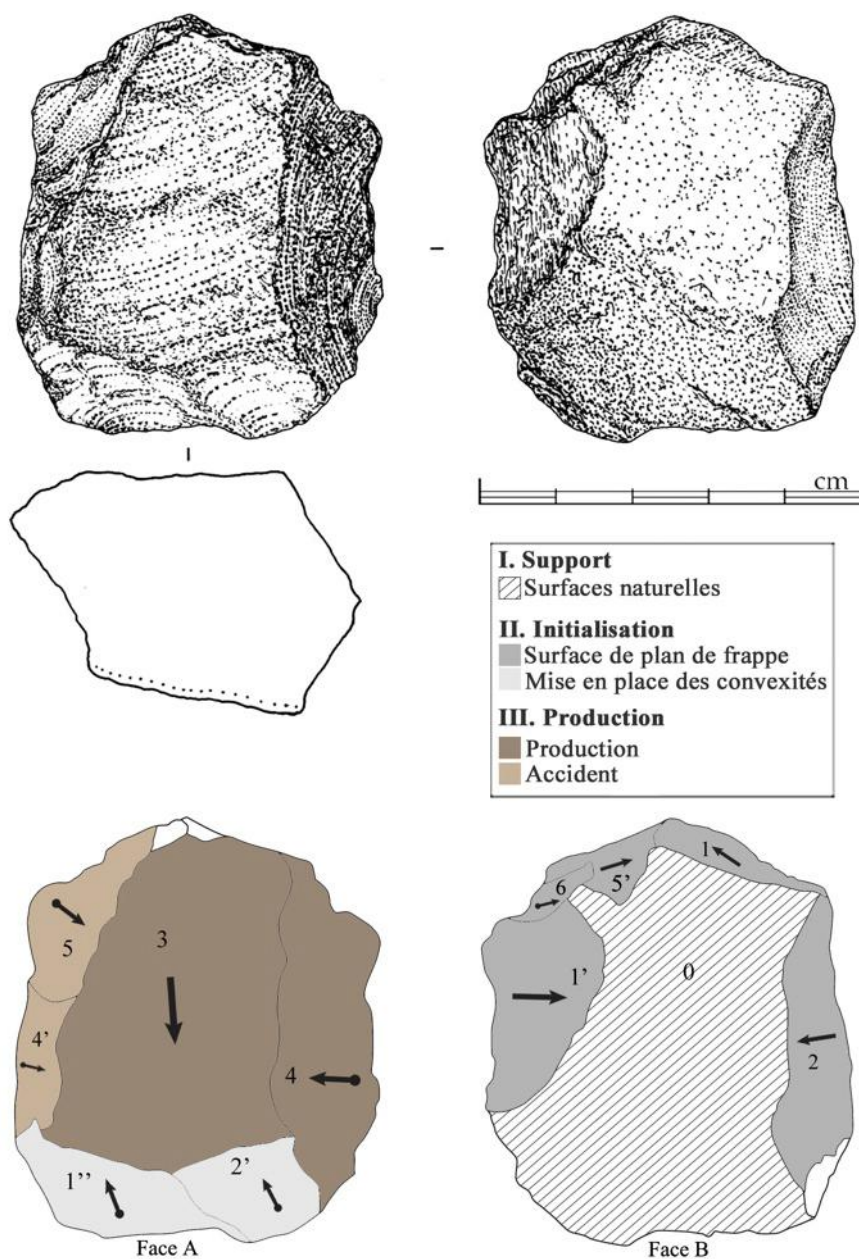 cm
I. Support
Surfaces naturelles
II. Initialisation
Surface de plan de frappe
Mise en place des convexités
III. Production
Production
Accident
5
3
4’
4
1’’
2’
Face A
6
5’
1
1’
0
2
Face B